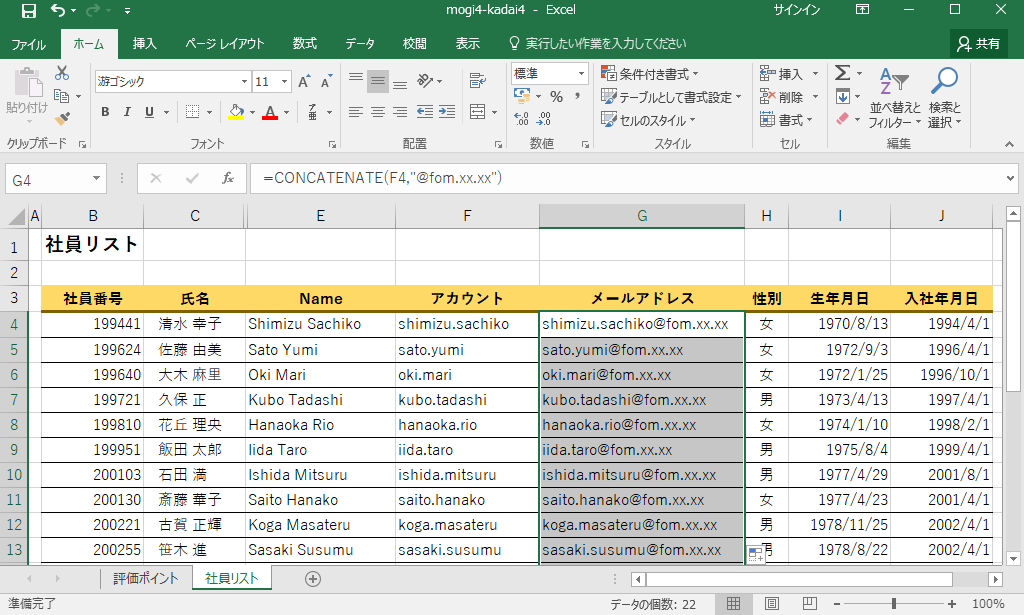 mogi4-kadai4 - Excel サインイン
ファイル ホーム 挿入 ページ レイアウト 数式 データ 校閲 表示 実行したい作業を入力してください 共有
貼り付け 游ゴシック 11 A A 標準 条件付き書式 挿入 Σ A Z
B I U A % , テーブルとして書式設定 削除 並べ替えと フィルター 検索と 選択
セルのスタイル 書式
クリップボード フォント 配置 数値 スタイル セル 編集
G4 fx =CONCATENATE(F4,"@fom.xx.xx")
A B C E F G H I J
1 社員リスト
2
3 社員番号 氏名 Name アカウント メールアドレス 性別 生年月日 入社年月日
4 199441 清水 幸子 Shimizu Sachiko shimizu.sachiko shimizu.sachiko@fom.xx.xx 女 1970/8/13 1994/4/1
5 199624 佐藤 由美 Sato Yumi sato.yumi sato.yumi@fom.xx.xx 女 1972/9/3 1996/4/1
6 199640 大木 麻里 Oki Mari oki.mari oki.mari@fom.xx.xx 女 1972/1/25 1996/10/1
7 199721 久保 正 Kubo Tadashi kubo.tadashi kubo.tadashi@fom.xx.xx 男 1973/4/13 1997/4/1
8 199810 花丘 理央 Hanaoka Rio hanaoka.rio hanaoka.rio@fom.xx.xx 女 1974/1/10 1998/2/1
9 199951 飯田 太郎 Iida Taro iida.taro iida.taro@fom.xx.xx 男 1975/8/4 1999/4/1
10 200103 石田 満 Ishida Mitsuru ishida.mitsuru ishida.mitsuru@fom.xx.xx 男 1977/4/29 2001/8/1
11 200130 斎藤 華子 Saito Hanako saito.hanako saito.hanako@fom.xx.xx 女 1977/4/23 2001/4/1
12 200221 古賀 正輝 Koga Masateru koga.masateru koga.masateru@fom.xx.xx 男 1978/11/25 2002/4/1
13 200255 笹木 進 Sasaki Susumu sasaki.susumu sasaki.susumu@fom.xx.xx 1978/8/22 2002/4/1
評価ポイント 社員リスト
準備完了 データの個数: 22 100%